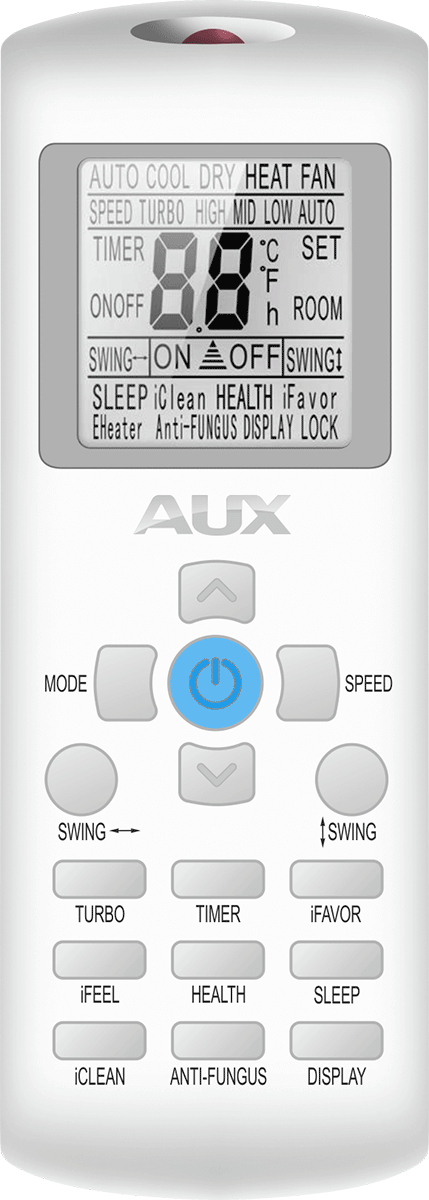 AUTO COOL DRY HEAT FAN
SPEED TURBO HIGH MID LOW AUTO
TIMER 8.8 °C SET
°F
ONOFF h ROOM
SWING↔ ON OFF SWING↕
SLEEP iClean HEALTH iFavor
EHeater Anti-FUNGUS DISPLAY LOCK
AUX
MODE SPEED
SWING ↔ ↕ SWING
TURBO TIMER iFAVOR
iFEEL HEALTH SLEEP
iCLEAN ANTI-FUNGUS DISPLAY